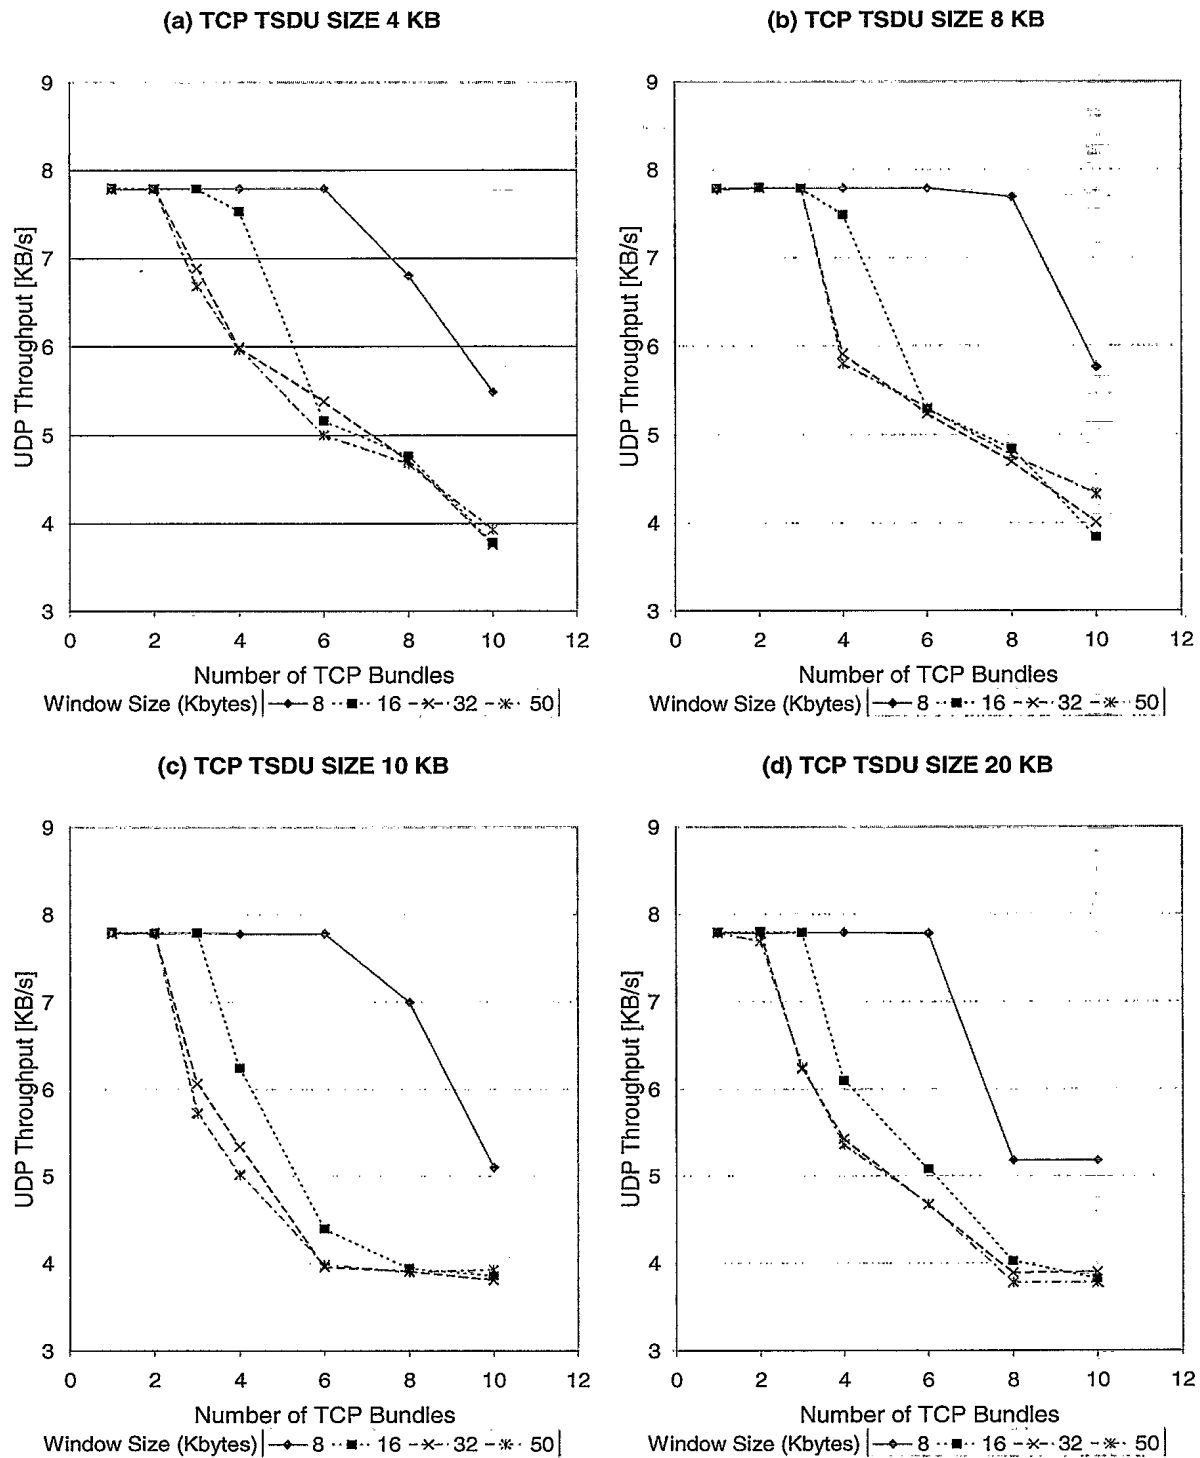 (a) TCP TSDU SIZE 4 KB
9
8
7
6
5
4
3
UDP Throughput [KB/s]
0 2 4 6 8 10 12
Number of TCP Bundles
Window Size (Kbytes) 8 16 32 50
(b) TCP TSDU SIZE 8 KB
9
8
7
6
5
4
3
UDP Throughput [KB/s]
0 2 4 6 8 10 12
Number of TCP Bundles
Window Size (Kbytes) 8 16 32 50
(c) TCP TSDU SIZE 10 KB
9
8
7
6
5
4
3
UDP Throughput [KB/s]
0 2 4 6 8 10 12
Number of TCP Bundles
Window Size (Kbytes) 8 16 32 50
(d) TCP TSDU SIZE 20 KB
9
8
7
6
5
4
3
UDP Throughput [KB/s]
0 2 4 6 8 10 12
Number of TCP Bundles
Window Size (Kbytes) 8 16 32 50